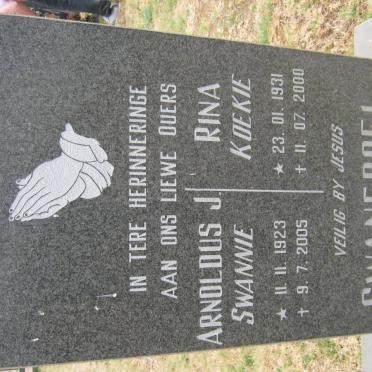 IN TERE HERINNERINGE
AAN ONS LIEWE OUERS
ARNOLDUS J. RINA
SWANNIE KOEKIE
★ 11. 11. 1923 ★ 23. 01. 1931
† 9. 7. 2005 † 11. 07. 2000
VEILIG BY JESUS